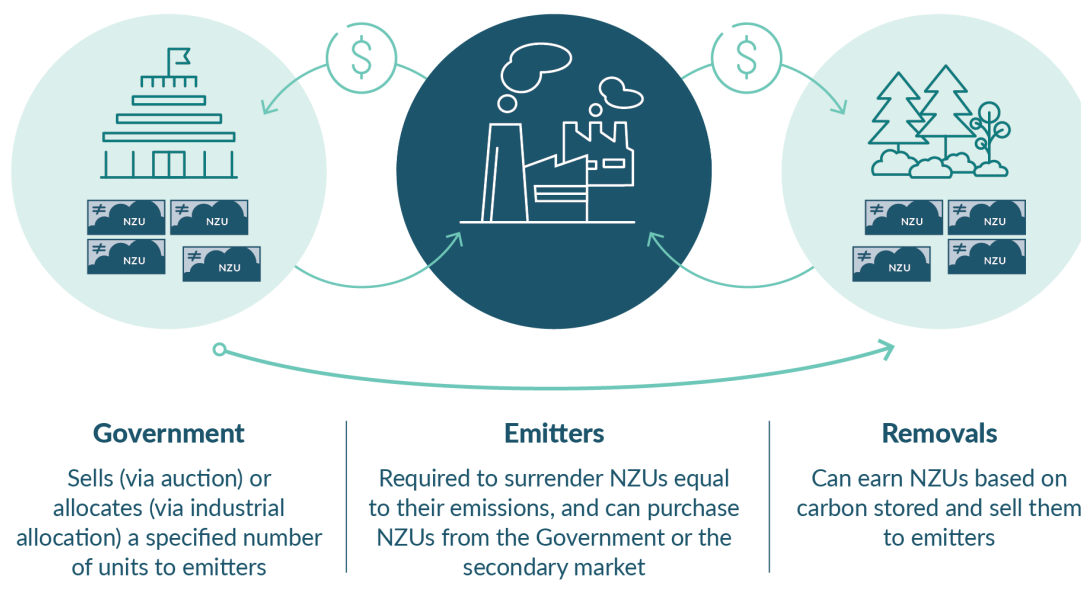 $
$
NZU
NZU
NZU
NZU
NZU
NZU
NZU
NZU
Government
Sells (via auction) or
allocates (via industrial
allocation) a specified number
of units to emitters
Emitters
Required to surrender NZUs equal
to their emissions, and can purchase
NZUs from the Government or the
secondary market
Removals
Can earn NZUs based on
carbon stored and sell them
to emitters